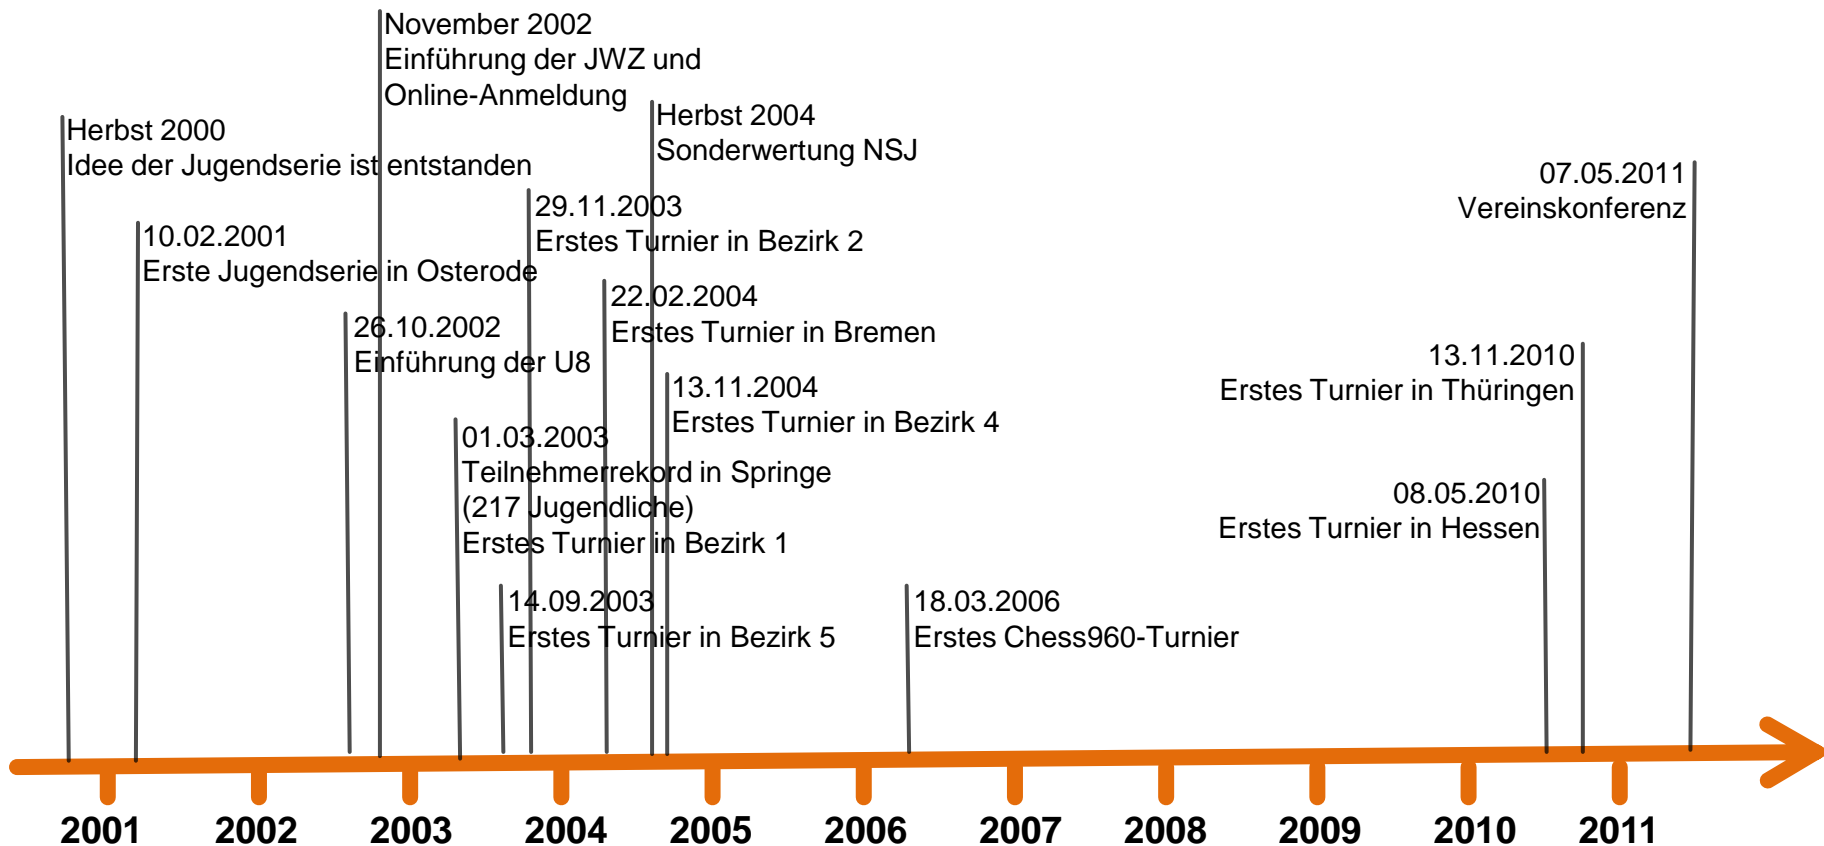 November 2002
Einführung der JWZ und
Online-Anmeldung
Herbst 2000
Idee der Jugendserie ist entstanden
Herbst 2004
Sonderwertung NSJ
07.05.2011
Vereinskonferenz
29.11.2003
Erstes Turnier in Bezirk 2
10.02.2001
Erste Jugendserie in Osterode
22.02.2004
Erstes Turnier in Bremen
26.10.2002
Einführung der U8
13.11.2010
Erstes Turnier in Thüringen
13.11.2004
Erstes Turnier in Bezirk 4
01.03.2003
Teilnehmerrekord in Springe
(217 Jugendliche)
Erstes Turnier in Bezirk 1
08.05.2010
Erstes Turnier in Hessen
14.09.2003
Erstes Turnier in Bezirk 5
18.03.2006
Erstes Chess960-Turnier
2001 2002 2003 2004 2005 2006 2007 2008 2009 2010 2011